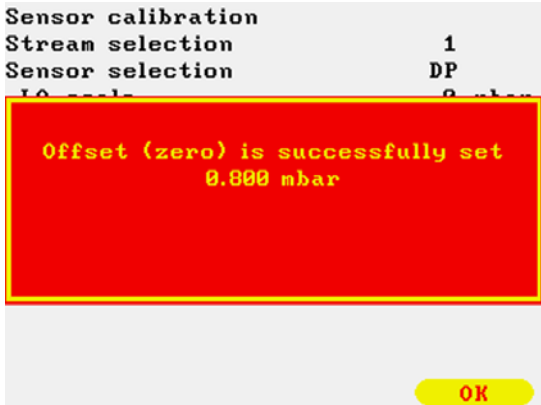 Sensor calibration
Stream selection 1
Sensor selection DP
Offset (zero) is successfully set
0.800 mbar
OK